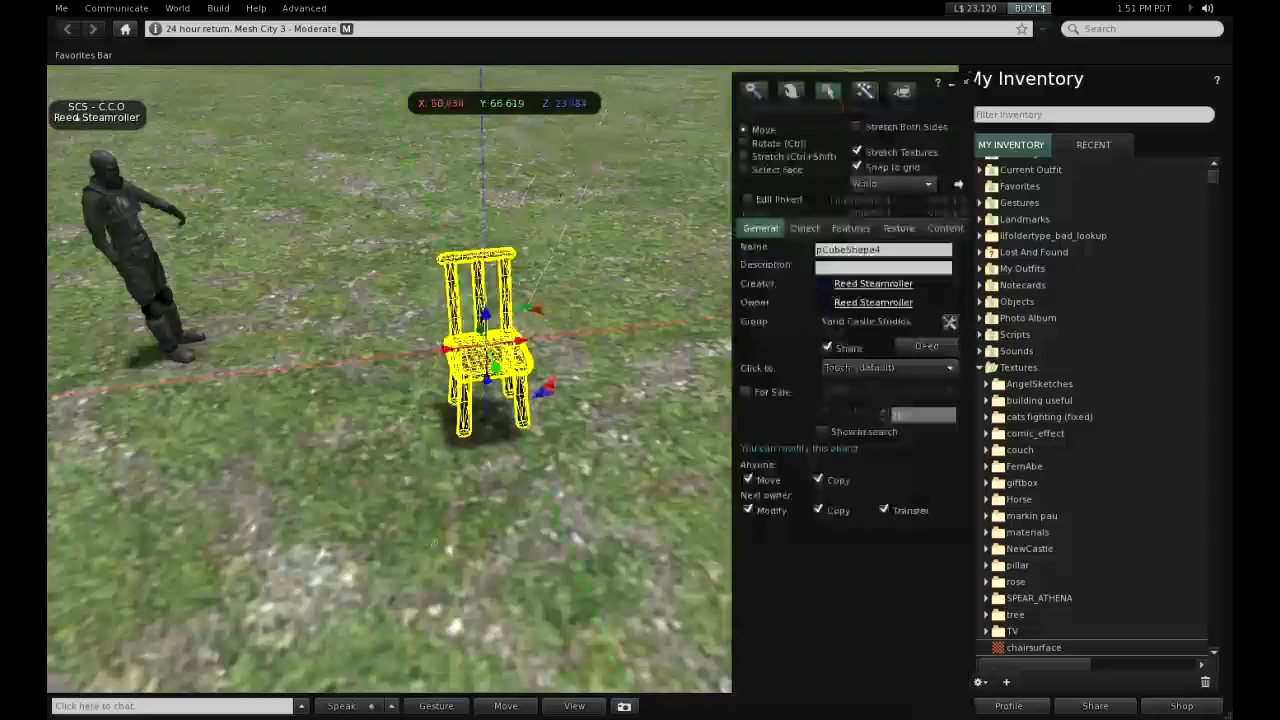 Me Communicate World Build Help Advanced
L$ 23,120 BUY L$ 1:51 PM PDT
24 hour return. Mesh City 3 - Moderate M
Search
Favorites Bar
SCS - C.C.O
Reed Steamroller
Y: 66.619
Move
Rotate (Ctrl)
Stretch (Ctrl+Shift)
Select Face
Edit linked
Stretch Both Sides
Stretch Textures
Snap to grid
World
General Object Features Texture Content
Name: pCubeShape4
Description:
Creator: Reed Steamroller
Owner: Reed Steamroller
Group: Sand Castle Studios
Share Deed
Click to: Touch (default)
For Sale:
Show in search
You can modify this object
Anyone:
Move Copy
Next owner:
Modify Copy Transfer
My Inventory ?
Filter Inventory
MY INVENTORY RECENT
Current Outfit
Favorites
Gestures
Landmarks
llfoldertype_bad_lookup
Lost And Found
My Outfits
Notecards
Objects
Photo Album
Scripts
Sounds
Textures
AngelSketches
building useful
cats fighting (fixed)
comic_effect
couch
FernAbe
giftbox
Horse
markin pau
materials
NewCastle
pillar
rose
SPEAR_ATHENA
tree
TV
chairsurface
Click here to chat. Speak Gesture Move View
Profile Share Shop